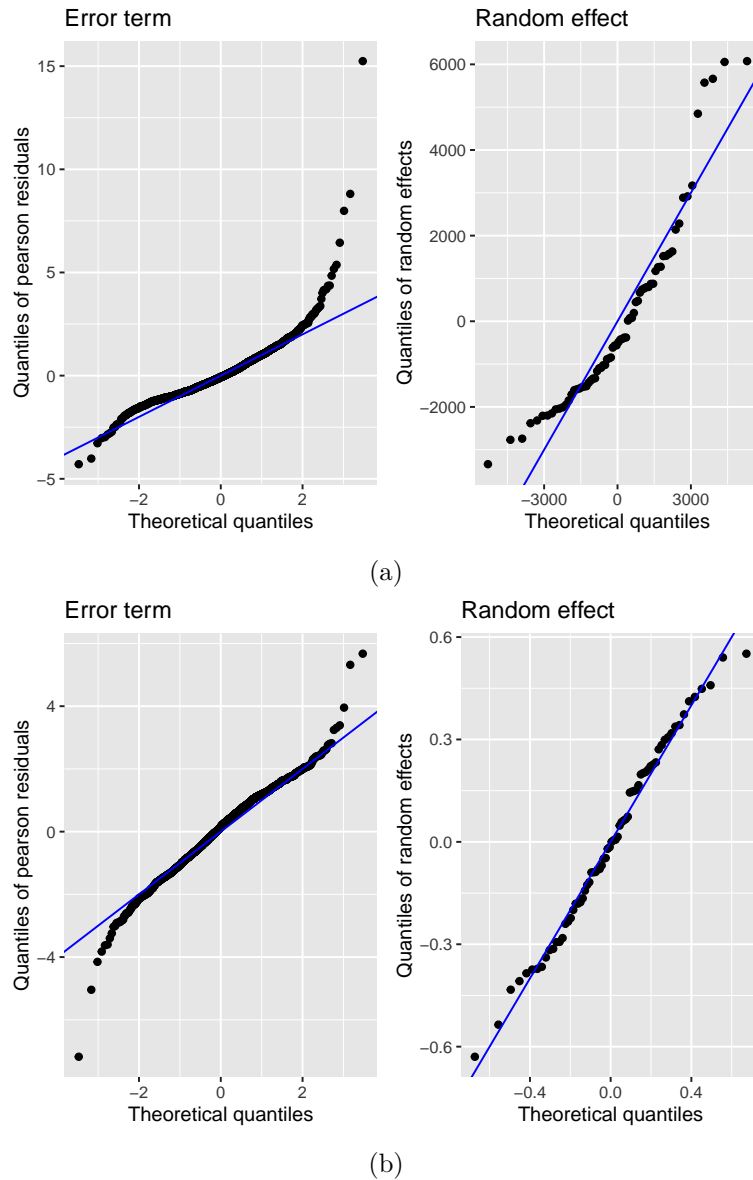 Error term
Random effect
15
10
5
0
−5
Quantiles of pearson residuals
−2
0
2
Theoretical quantiles
6000
4000
2000
0
−2000
Quantiles of random effects
−3000
0
3000
Theoretical quantiles
(a)
Error term
Random effect
4
0
−4
Quantiles of pearson residuals
−2
0
2
Theoretical quantiles
0.6
0.3
0.0
−0.3
−0.6
Quantiles of random effects
−0.4
0.0
0.4
Theoretical quantiles
(b)